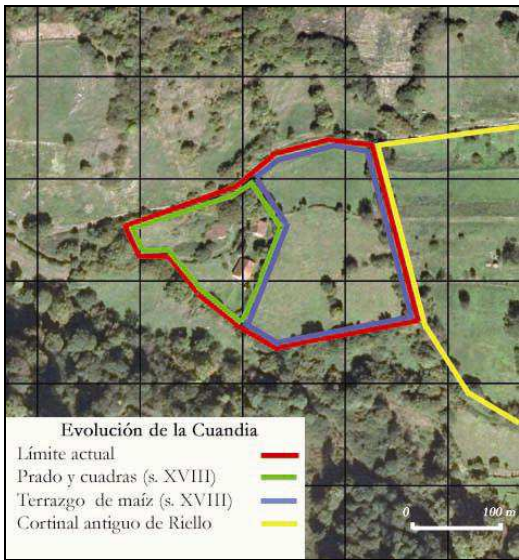 Evolución de la Cuandia
Límite actual
Prado y cuadras (s. XVIII)
Terrazgo de maíz (s. XVIII)
Cortinal antiguo de Riello
0 100 m